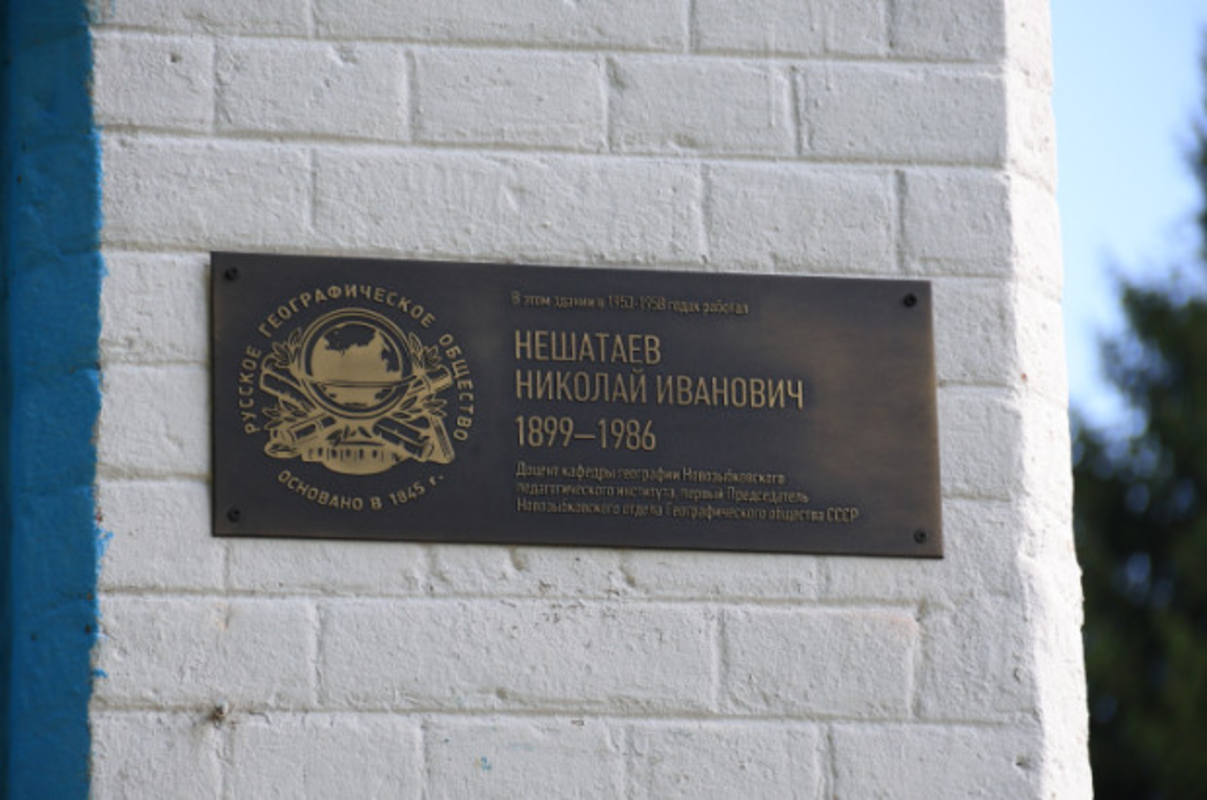 РУССКОЕ ГЕОГРАФИЧЕСКОЕ ОБЩЕСТВО
ОСНОВАНО В 1845 г.
В этом здании в 1953-1958 годах работал
НЕШАТАЕВ
НИКОЛАЙ ИВАНОВИЧ
1899–1986
Доцент кафедры географии Новозыбковского
педагогического института, первый Председатель
Новозыбковского отдела Географического общества СССР